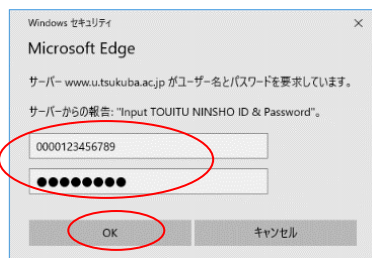 Windows セキュリティ
Microsoft Edge
サーバー www.u.tsukuba.ac.jp がユーザー名とパスワードを要求しています。
サーバーからの報告: "Input TOUITU NINSHO ID & Password"。
0000123456789
●●●●●●●●
OK キャンセル